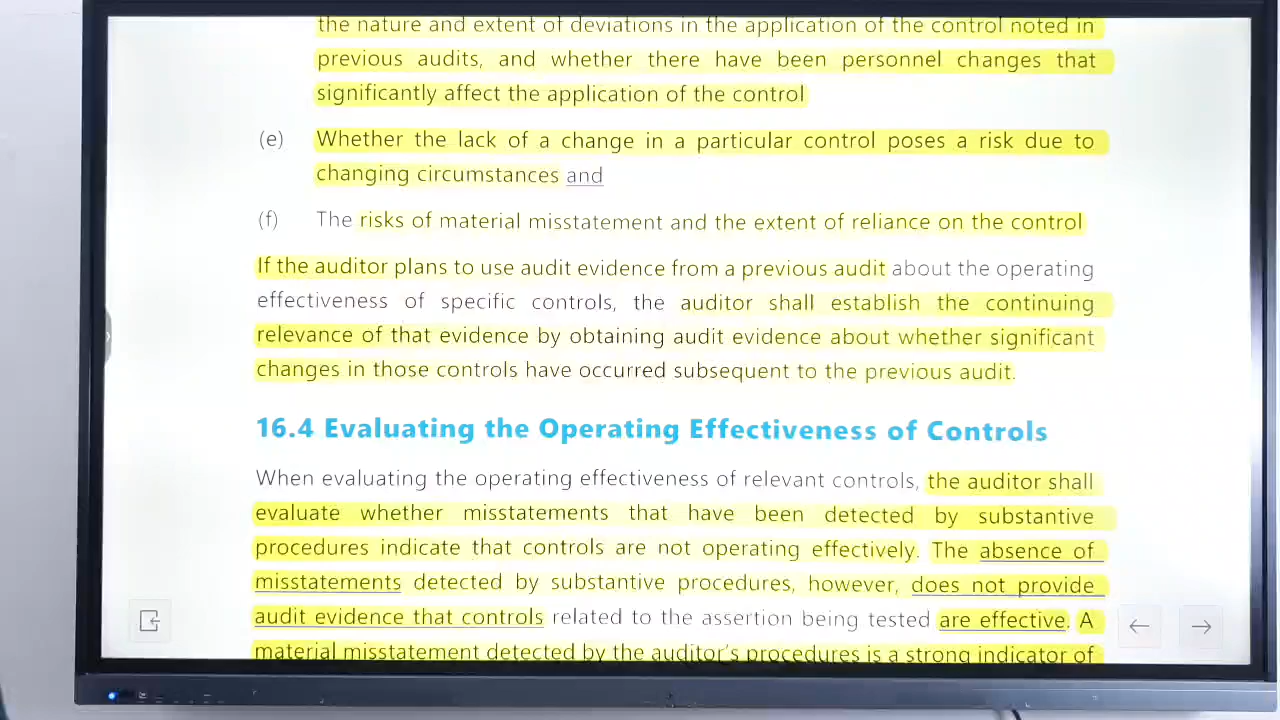 the nature and extent of deviations in the application of the control noted in
previous audits, and whether there have been personnel changes that
significantly affect the application of the control
(e) Whether the lack of a change in a particular control poses a risk due to
changing circumstances and
(f) The risks of material misstatement and the extent of reliance on the control
If the auditor plans to use audit evidence from a previous audit about the operating
effectiveness of specific controls, the auditor shall establish the continuing
relevance of that evidence by obtaining audit evidence about whether significant
changes in those controls have occurred subsequent to the previous audit.
16.4 Evaluating the Operating Effectiveness of Controls
When evaluating the operating effectiveness of relevant controls, the auditor shall
evaluate whether misstatements that have been detected by substantive
procedures indicate that controls are not operating effectively. The absence of
misstatements detected by substantive procedures, however, does not provide
audit evidence that controls related to the assertion being tested are effective. A
material misstatement detected by the auditor's procedures is a strong indicator of